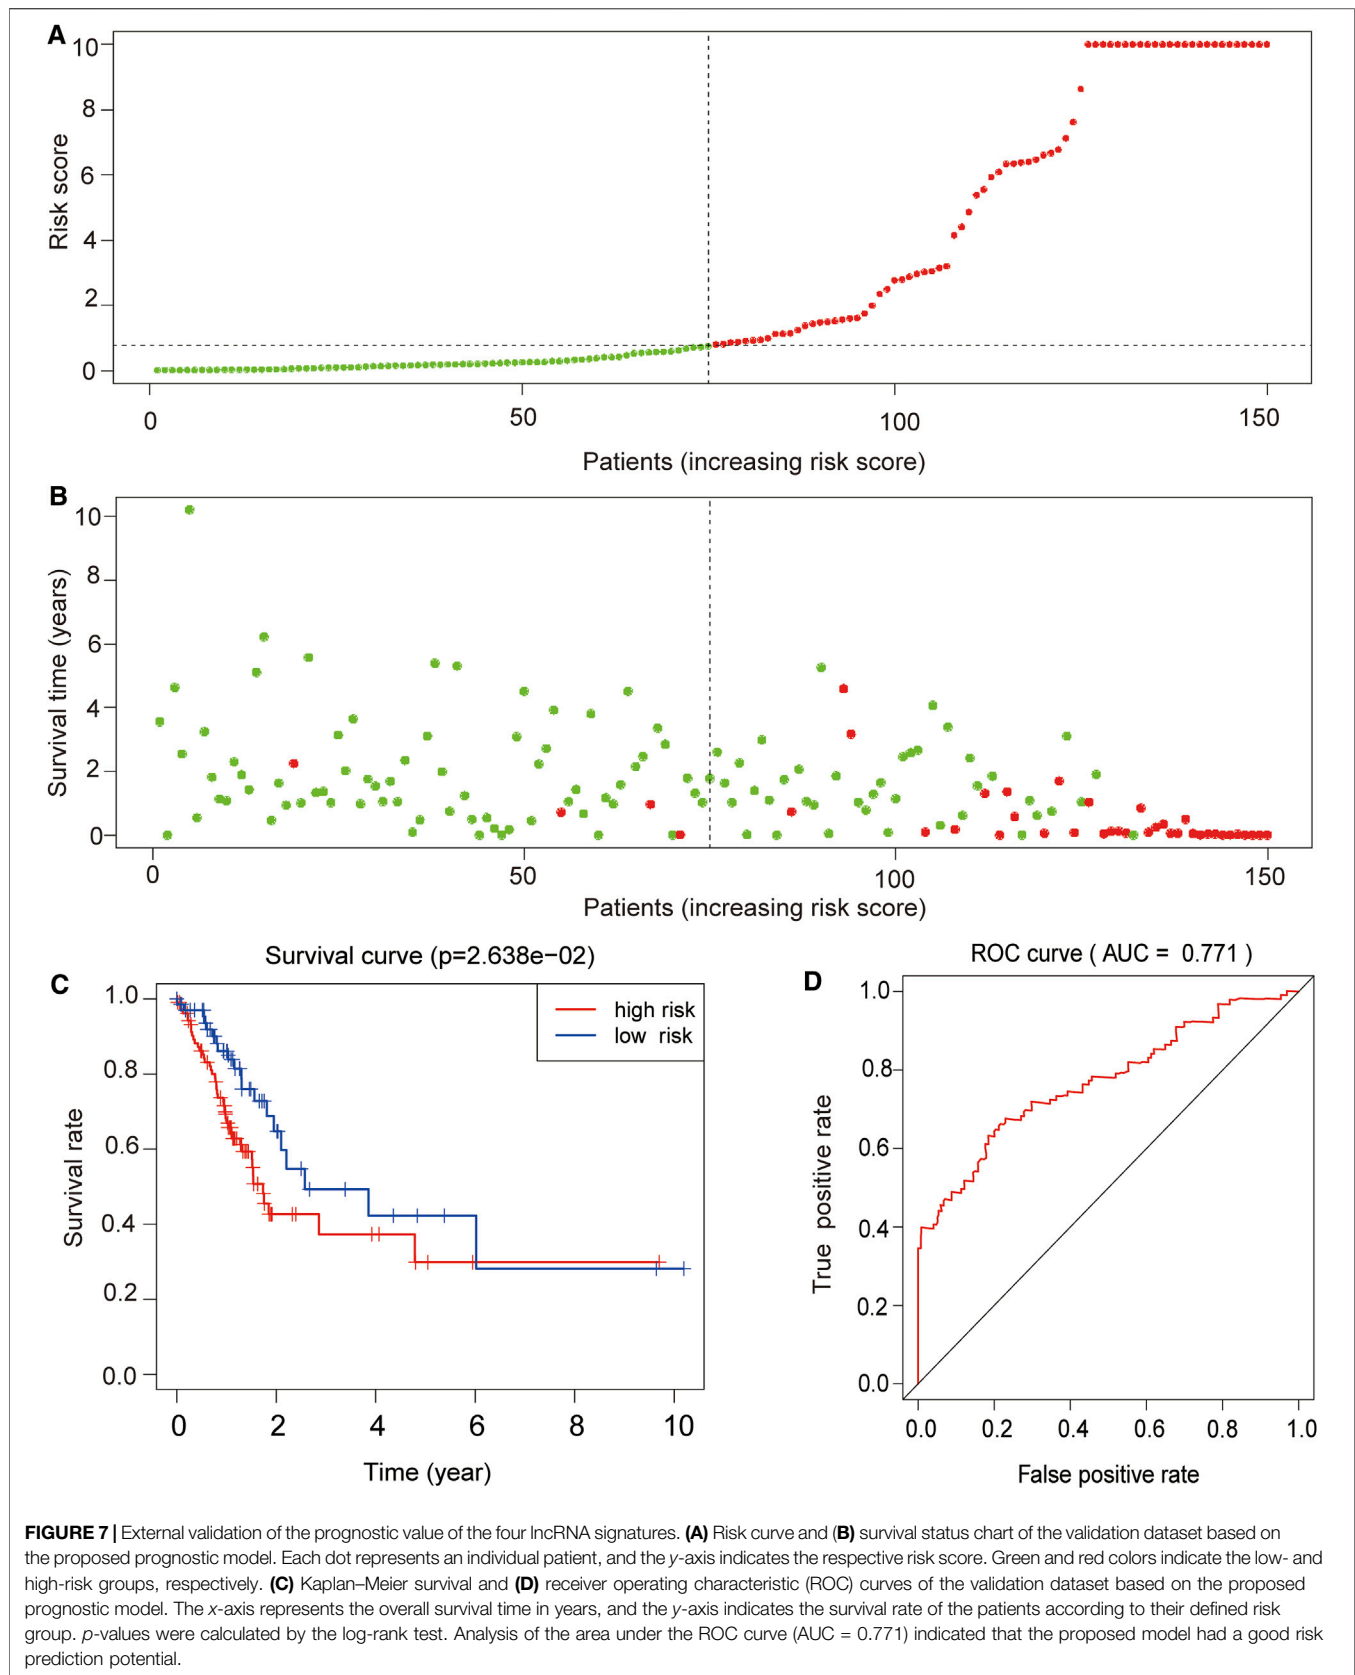 A
10
8
6
4
2
0
Risk score
0 50 100 150
Patients (increasing risk score)
B
10
8
6
4
2
0
Survival time (years)
0 50 100 150
Patients (increasing risk score)
C
Survival curve (p=2.638e−02)
high risk
low risk
1.0
0.8
0.6
0.4
0.2
0.0
Survival rate
0 2 4 6 8 10
Time (year)
D
ROC curve ( AUC = 0.771 )
1.0
0.8
0.6
0.4
0.2
0.0
True positive rate
0.0 0.2 0.4 0.6 0.8 1.0
False positive rate
FIGURE 7 | External validation of the prognostic value of the four lncRNA signatures. (A) Risk curve and (B) survival status chart of the validation dataset based on
the proposed prognostic model. Each dot represents an individual patient, and the y-axis indicates the respective risk score. Green and red colors indicate the low- and
high-risk groups, respectively. (C) Kaplan–Meier survival and (D) receiver operating characteristic (ROC) curves of the validation dataset based on the proposed
prognostic model. The x-axis represents the overall survival time in years, and the y-axis indicates the survival rate of the patients according to their defined risk
group. p-values were calculated by the log-rank test. Analysis of the area under the ROC curve (AUC = 0.771) indicated that the proposed model had a good risk
prediction potential.